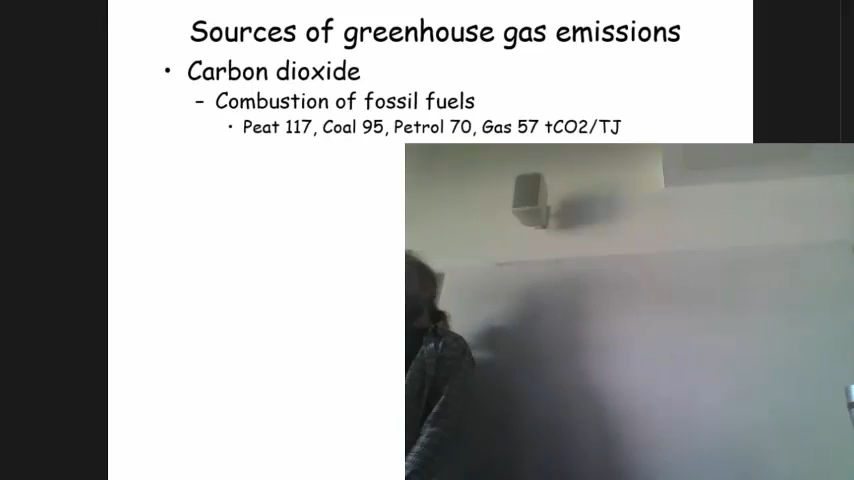 Sources of greenhouse gas emissions
• Carbon dioxide
– Combustion of fossil fuels
• Peat 117, Coal 95, Petrol 70, Gas 57 tCO2/TJ